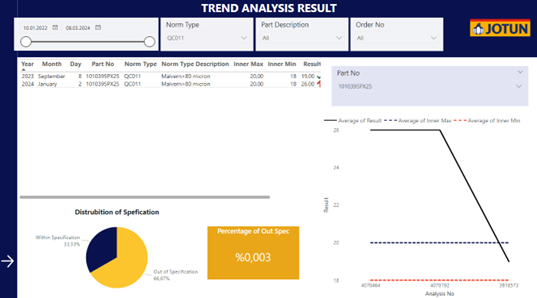 TREND ANALYSIS RESULT
10.01.2022
08.03.2024
Norm Type
QC011
Part Description
All
Order No
All
JOTUN
Year Month Day Part No Norm Type Norm Type Description Inner Max Inner Min Result
2023 September 8 1010395PX25 QC011 Malvern<80 micron 20,00 18 19,00
2024 January 2 1010395PX25 QC011 Malvern<80 micron 20,00 18 26,00
Part No
1010395PX25
Average of Result Average of Inner Max Average of Inner Min
26
24
22
20
18
Result
4070464 4070792 3918573
Analysis No
Distrubition of Spefication
Within Specification
33,33%
Out of Specification
66,67%
Percentage of Out Spec
%0,003